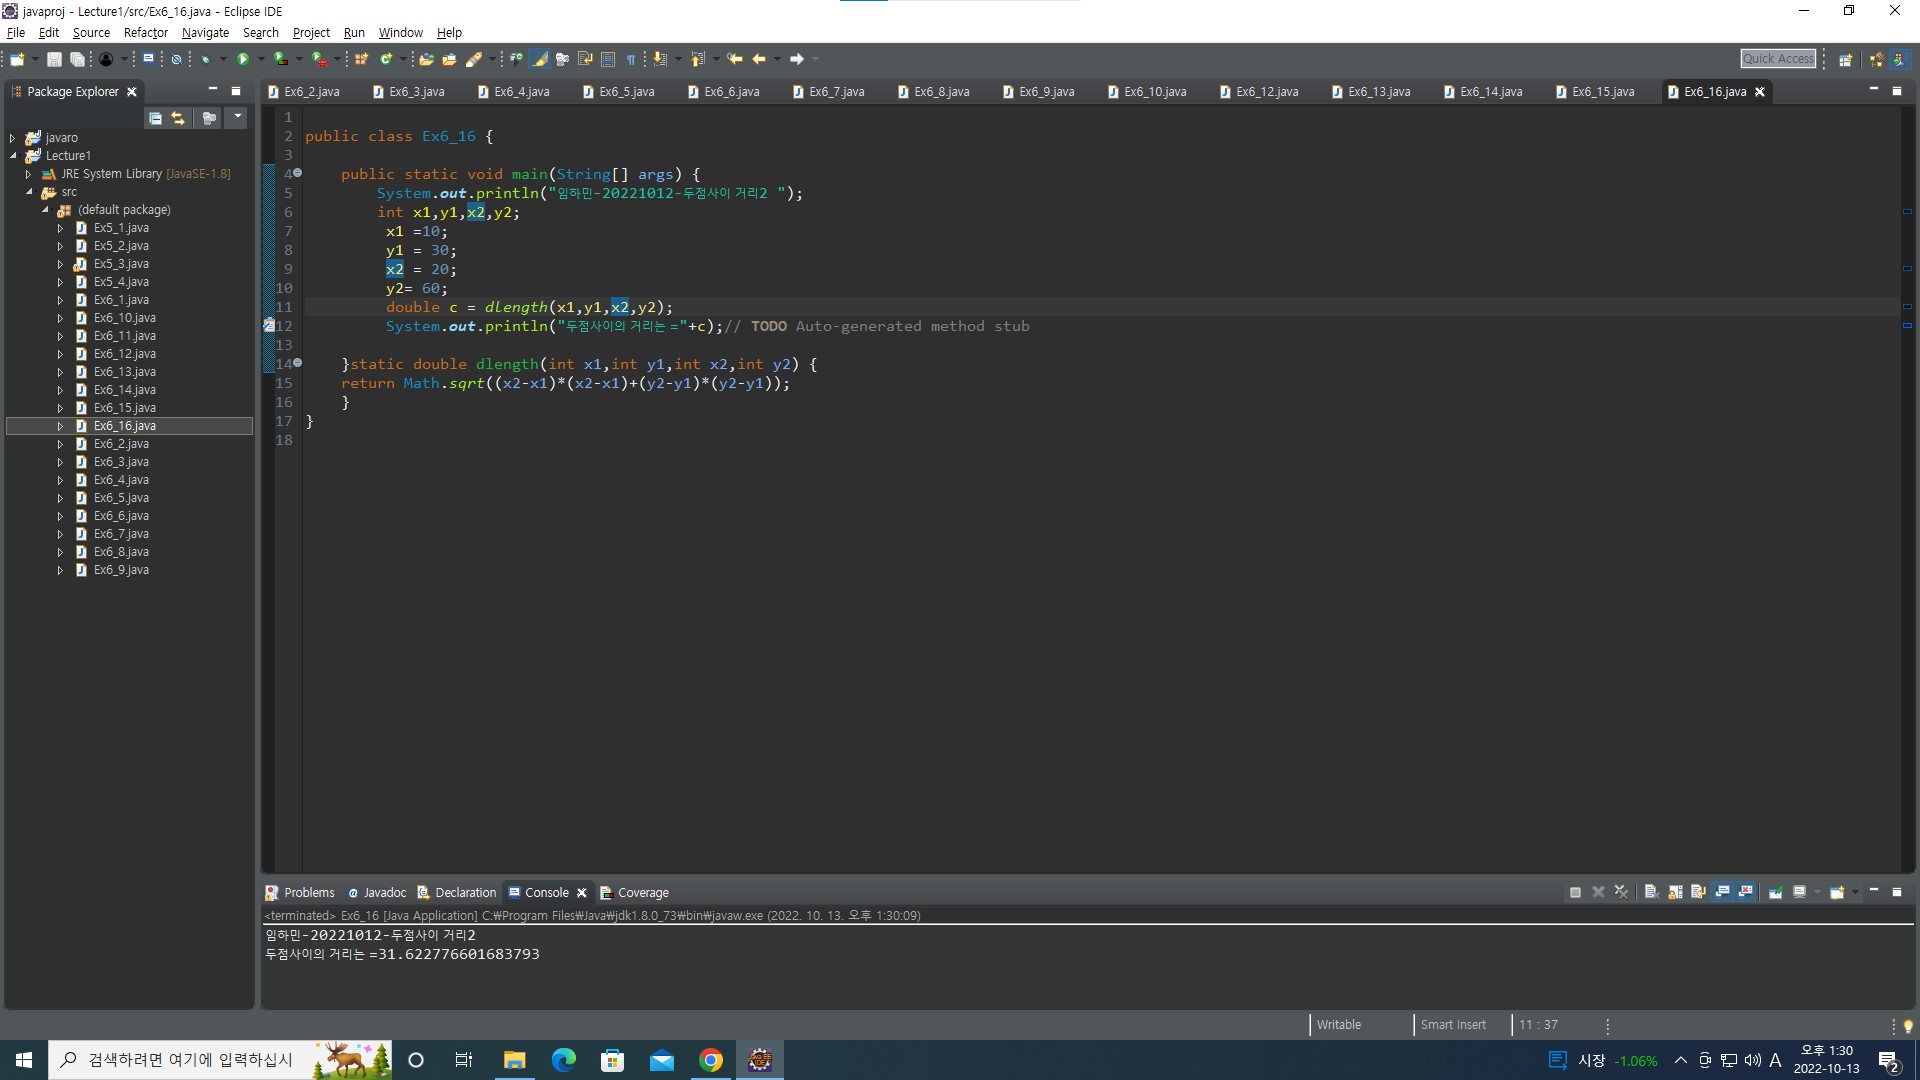 javaproj - Lecture1/src/Ex6_16.java - Eclipse IDE
File Edit Source Refactor Navigate Search Project Run Window Help
Quick Access
Package Explorer
Ex6_2.java Ex6_3.java Ex6_4.java Ex6_5.java Ex6_6.java Ex6_7.java Ex6_8.java Ex6_9.java Ex6_10.java Ex6_12.java Ex6_13.java Ex6_14.java Ex6_15.java Ex6_16.java
javaro
Lecture1
JRE System Library [JavaSE-1.8]
src
(default package)
Ex5_1.java
Ex5_2.java
Ex5_3.java
Ex5_4.java
Ex6_1.java
Ex6_10.java
Ex6_11.java
Ex6_12.java
Ex6_13.java
Ex6_14.java
Ex6_15.java
Ex6_16.java
Ex6_2.java
Ex6_3.java
Ex6_4.java
Ex6_5.java
Ex6_6.java
Ex6_7.java
Ex6_8.java
Ex6_9.java
1
2 public class Ex6_16 {
3
4 public static void main(String[] args) {
5 System.out.println("임하민-20221012-두점사이 거리2 ");
6 int x1,y1,x2,y2;
7 x1 =10;
8 y1 = 30;
9 x2 = 20;
10 y2= 60;
11 double c = dlength(x1,y1,x2,y2);
12 System.out.println("두점사이의 거리는 ="+c);// TODO Auto-generated method stub
13
14 }static double dlength(int x1,int y1,int x2,int y2) {
15 return Math.sqrt((x2-x1)*(x2-x1)+(y2-y1)*(y2-y1));
16 }
17 }
18
Problems Javadoc Declaration Console Coverage
<terminated> Ex6_16 [Java Application] C:₩Program Files₩Java₩jdk1.8.0_73₩bin₩javaw.exe (2022. 10. 13. 오후 1:30:09)
임하민-20221012-두점사이 거리2
두점사이의 거리는 =31.622776601683793
Writable Smart Insert 11 : 37
검색하려면 여기에 입력하십시
시장 -1.06% A 오후 1:30
2022-10-13 2